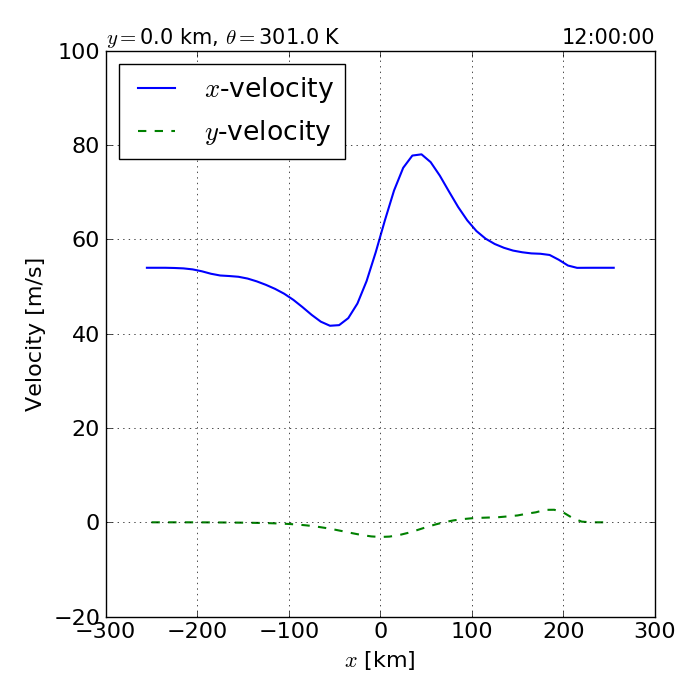 y = 0.0 km, θ = 301.0 K 12:00:00
100
x-velocity
y-velocity
80
60
40
20
0
−20
−300 −200 −100 0 100 200 300
x [km]
Velocity [m/s]